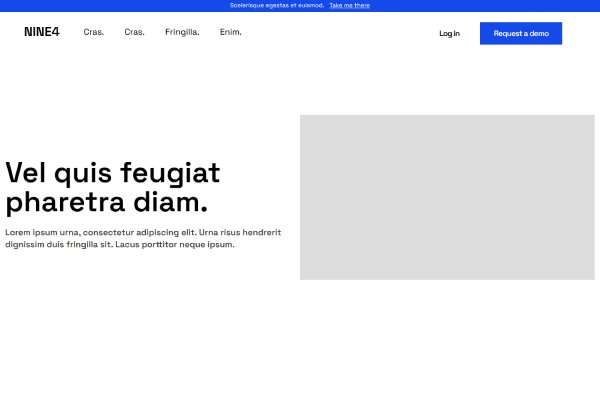 Scelerisque egestas et euismod. Take me there
NINE4 Cras. Cras. Fringilla. Enim. Log in Request a demo
Vel quis feugiat
pharetra diam.
Lorem ipsum urna, consectetur adipiscing elit. Urna risus hendrerit
dignissim duis fringilla sit. Lacus porttitor neque ipsum.